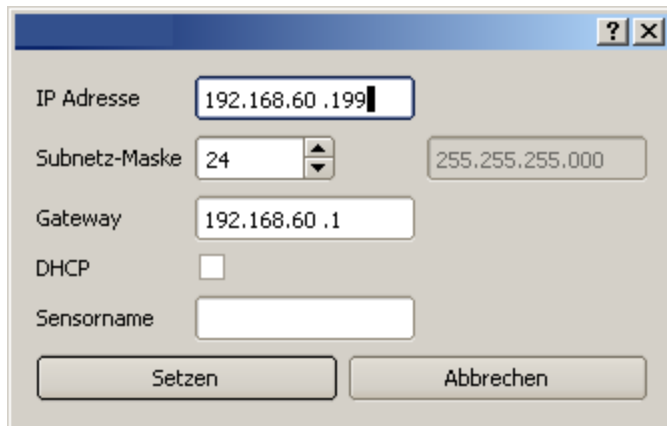 ?
IP Adresse 192.168.60 .199
Subnetz-Maske 24 255.255.255.000
Gateway 192.168.60 .1
DHCP
Sensorname
Setzen Abbrechen